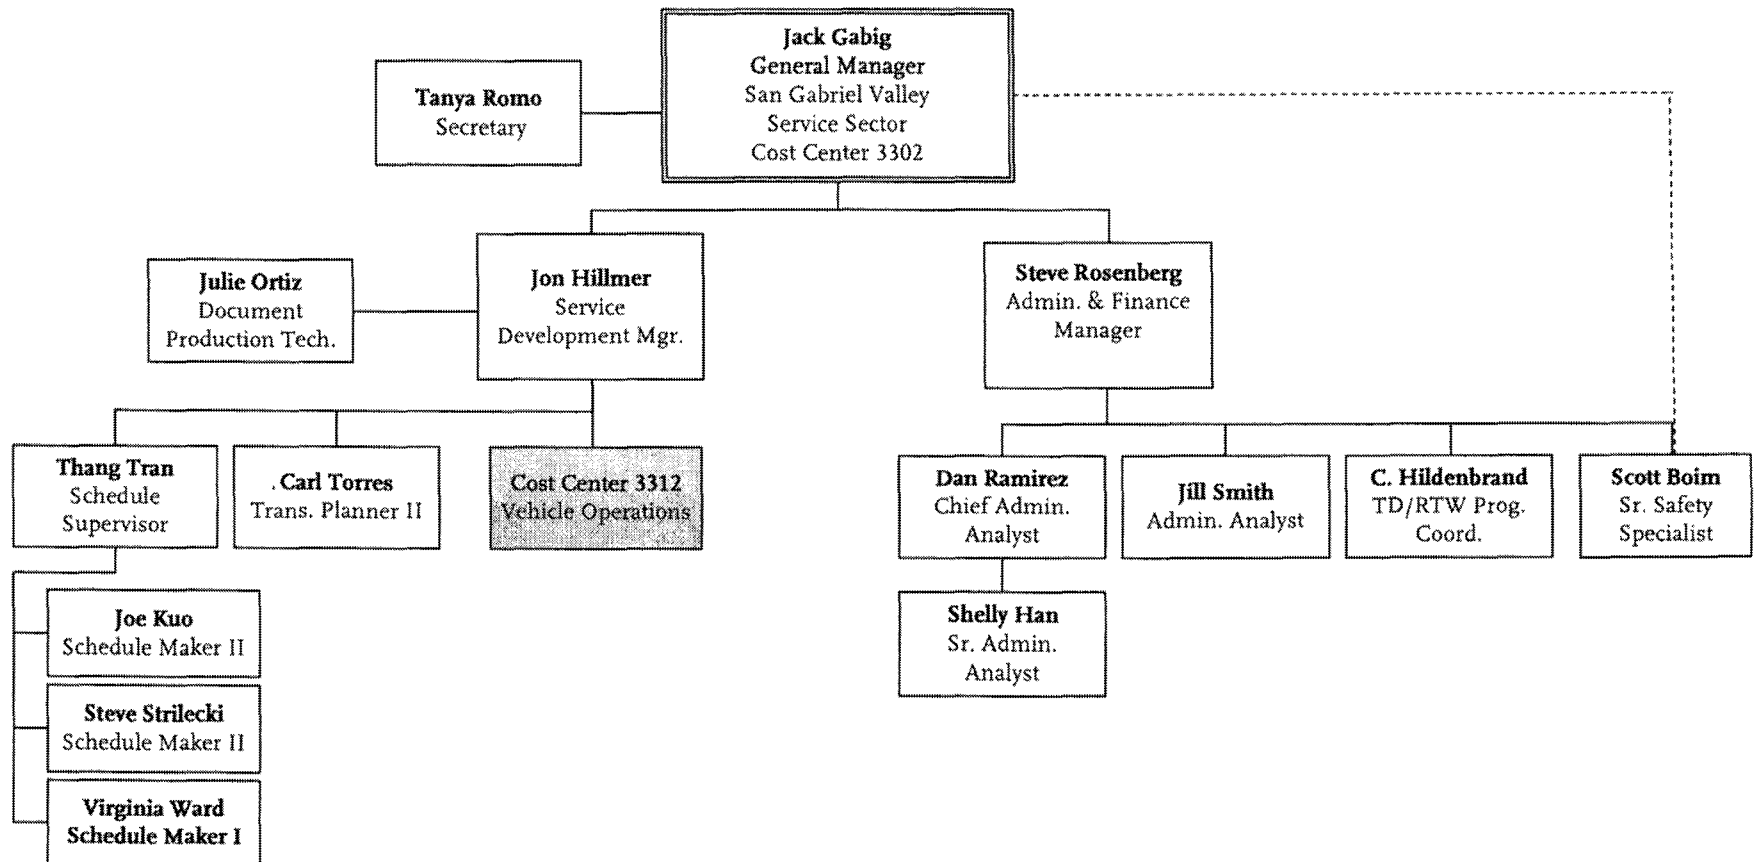 Jack Gabig
General Manager
San Gabriel Valley
Service Sector
Cost Center 3302
Tanya Romo
Secretary
Julie Ortiz
Document
Production Tech.
Jon Hillmer
Service
Development Mgr.
Steve Rosenberg
Admin. & Finance
Manager
Thang Tran
Schedule
Supervisor
Carl Torres
Trans. Planner II
Cost Center 3312
Vehicle Operations
Dan Ramirez
Chief Admin.
Analyst
Jill Smith
Admin. Analyst
C. Hildenbrand
TD/RTW Prog.
Coord.
Scott Boim
Sr. Safety
Specialist
Joe Kuo
Schedule Maker II
Shelly Han
Sr. Admin.
Analyst
Steve Strilecki
Schedule Maker II
Virginia Ward
Schedule Maker I